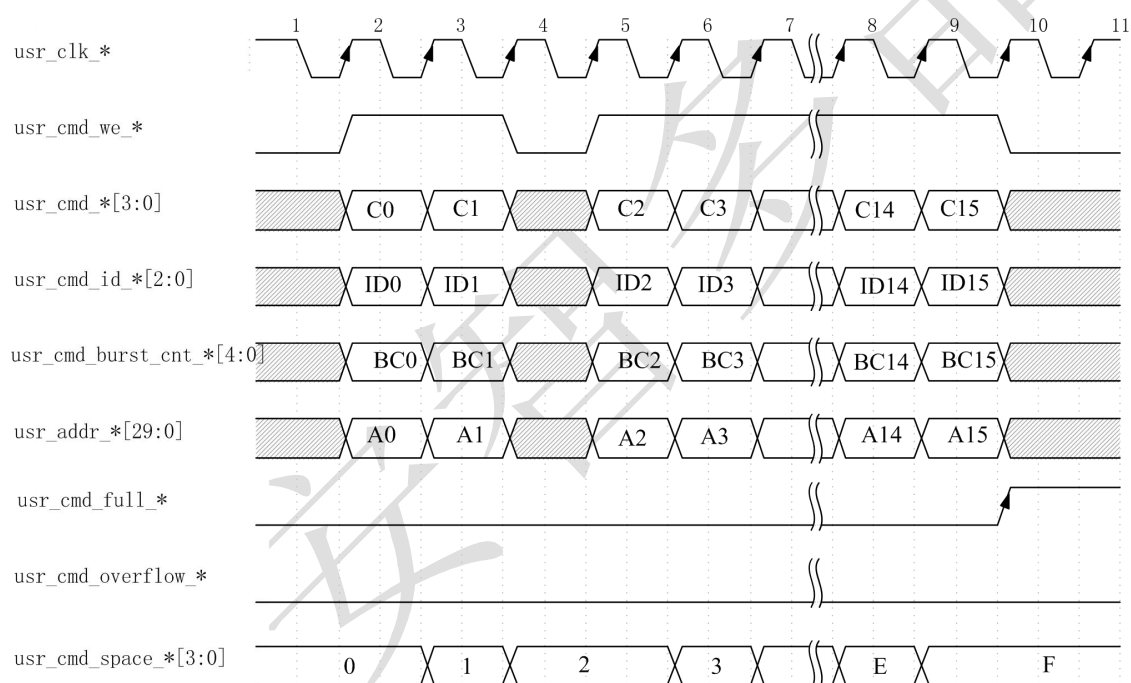 1 2 3 4 5 6 7 8 9 10 11
usr_clk_*
usr_cmd_we_*
usr_cmd_*[3:0] C0 C1 C2 C3 C14 C15
usr_cmd_id_*[2:0] ID0 ID1 ID2 ID3 ID14 ID15
usr_cmd_burst_cnt_*[4:0] BC0 BC1 BC2 BC3 BC14 BC15
usr_addr_*[29:0] A0 A1 A2 A3 A14 A15
usr_cmd_full_*
usr_cmd_overflow_*
usr_cmd_space_*[3:0] 0 1 2 3 E F
安智多